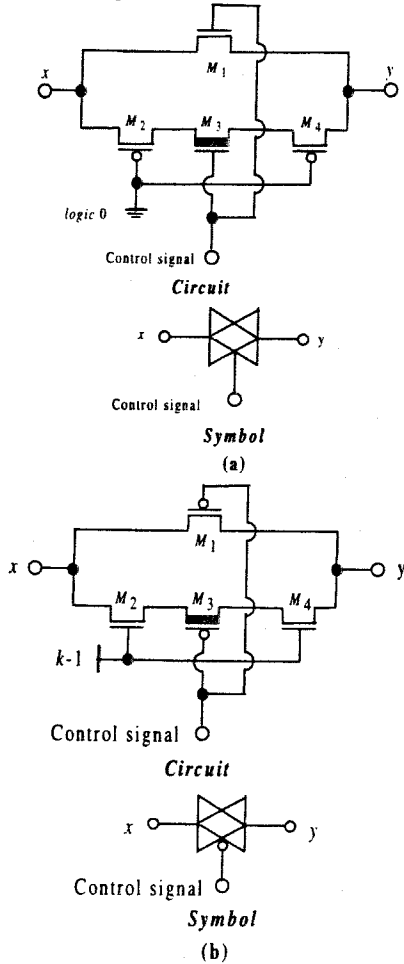 x
y
M1
M2
M3
M4
logic 0
Control signal
Circuit
x
y
Control signal
Symbol
(a)
M1
x
y
M2
M3
M4
k-1
Control signal
Circuit
x
y
Control signal
Symbol
(b)